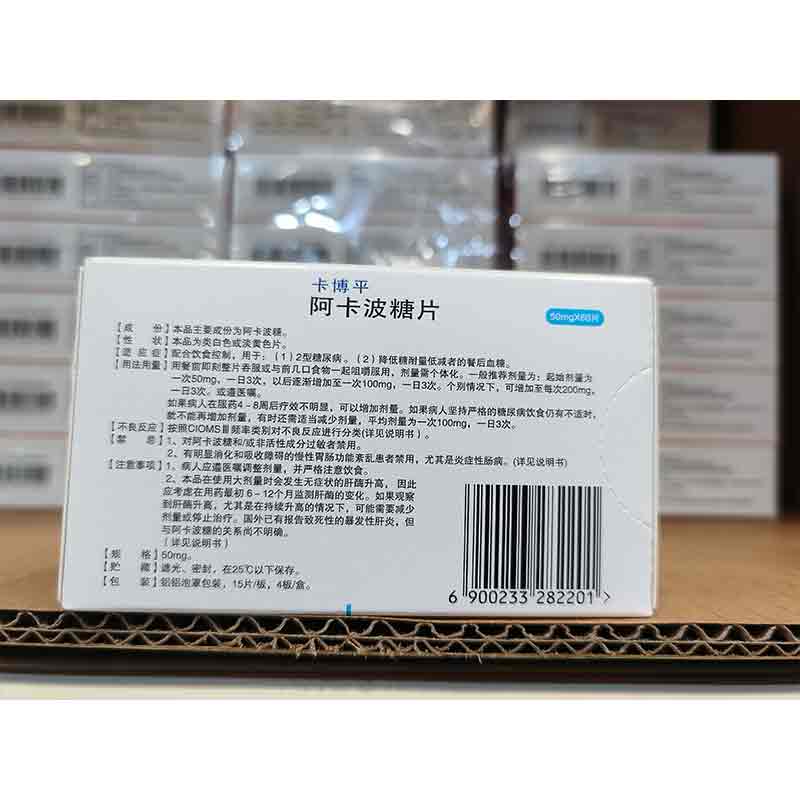 卡博平
阿卡波糖片
50mgX60片
【成 份】本品主要成份为阿卡波糖。
【性 状】本品为类白色或淡黄色片。
【适应症】配合饮食控制,用于:(1)2型糖尿病。(2)降低糖耐量低减者的餐后血糖。
【用法用量】用餐前即刻整片吞服或与前几口食物一起咀嚼服用,剂量需个体化。一般推荐剂量为:起始剂量为
一次50mg,一日3次,以后逐渐增加至一次100mg,一日3次。个别情况下,可增加至每次200mg,
一日3次。或遵医嘱。
如果病人在服药4-8周后疗效不明显,可以增加剂量。如果病人坚持严格的糖尿病饮食仍有不适时,
就不能再增加剂量,有时还需适当减少剂量,平均剂量为一次100mg,一日3次。
【不良反应】按照CIOMSⅢ频率类别对不良反应进行分类(详见说明书)。
【禁 忌】1、对阿卡波糖和/或非活性成分过敏者禁用。
2、有明显消化和吸收障碍的慢性胃肠功能紊乱患者禁用,尤其是炎症性肠病。(详见说明书)
【注意事项】1、病人应遵医嘱调整剂量,并严格注意饮食。
2、本品在使用大剂量时会发生无症状的肝酶升高,因此
应考虑在用药最初6-12个月监测肝酶的变化。如果观察
到肝酶升高,尤其是在持续升高的情况下,可能需要减少
剂量或停止治疗。国外已有报告致死性的暴发性肝炎,但
与阿卡波糖的关系尚不明确。
(详见说明书)
【规 格】50mg。
【贮 藏】遮光、密封,在25℃以下保存。
【包 装】铝铝泡罩包装,15片/板,4板/盒。
6 900233 282201 >